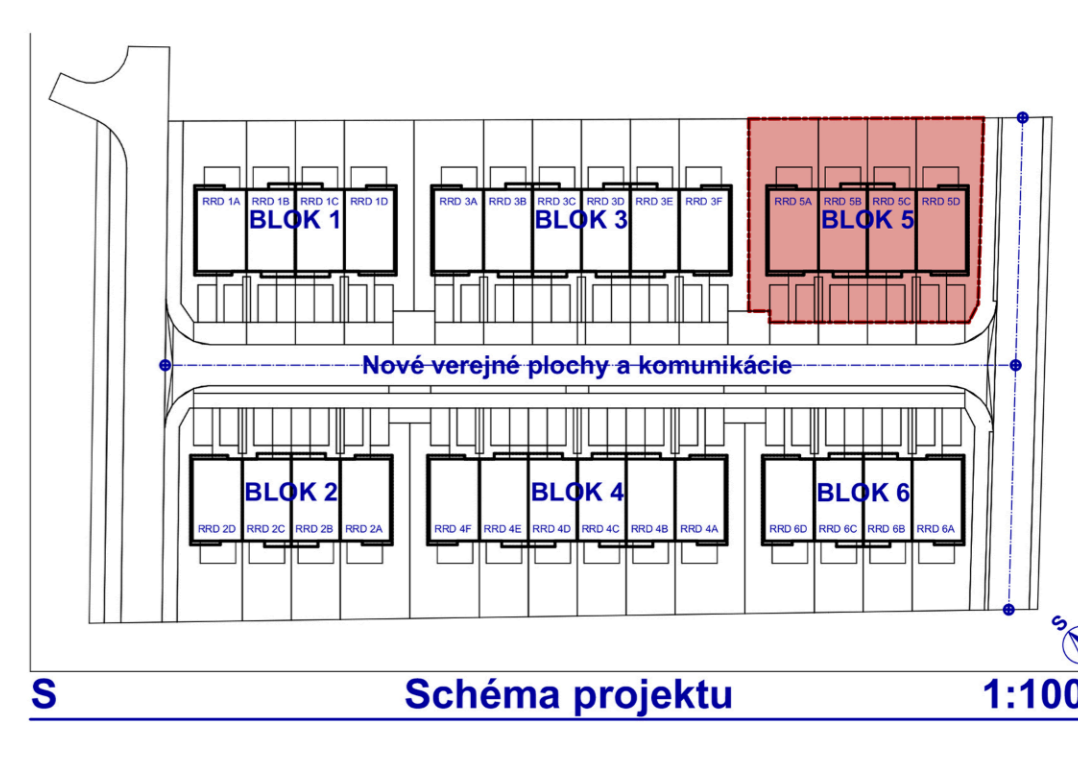 RRD 1A RRD 1B RRD 1C RRD 1D RRD 3A RRD 3B RRD 3C RRD 3D RRD 3E RRD 3F RRD 5A RRD 5B RRD 5C RRD 5D
BLOK 1 BLOK 3 BLOK 5
Nové verejné plochy a komunikácie
BLOK 2 BLOK 4 BLOK 6
RRD 2D RRD 2C RRD 2B RRD 2A RRD 4F RRD 4E RRD 4D RRD 4C RRD 4B RRD 4A RRD 6D RRD 6C RRD 6B RRD 6A
S
S Schéma projektu 1:100